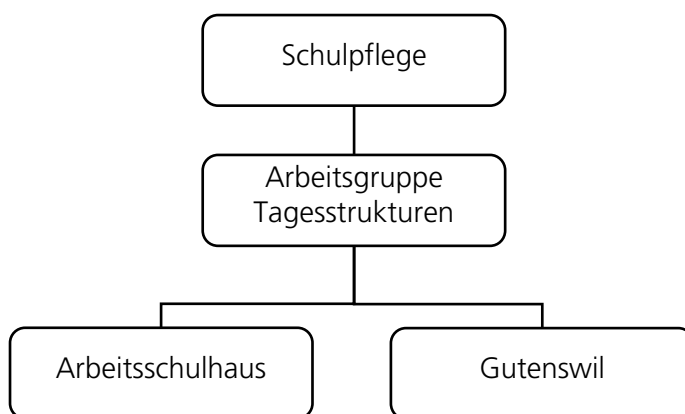 Schulpflege
Arbeitsgruppe
Tagesstrukturen
Arbeitsschulhaus
Gutenswil